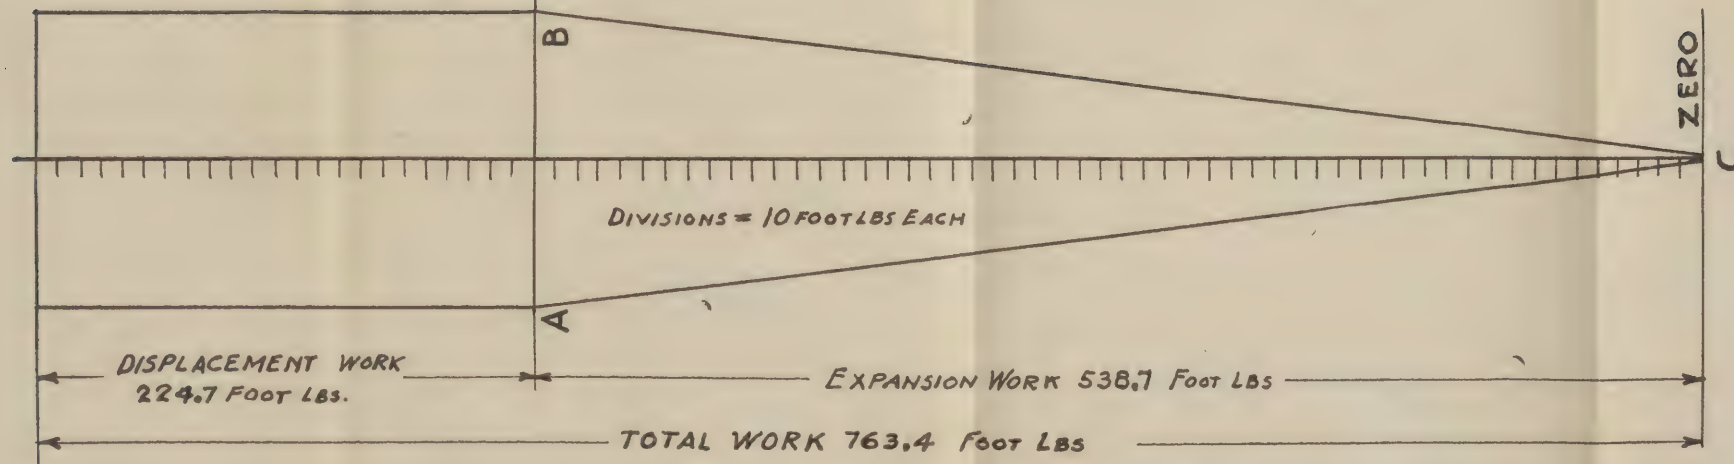 B
ZERO
C
DIVISIONS = 10 FOOT LBS EACH
A
DISPLACEMENT WORK
224.7 FOOT LBS.
EXPANSION WORK 538.7 FOOT LBS
TOTAL WORK 763.4 FOOT LBS